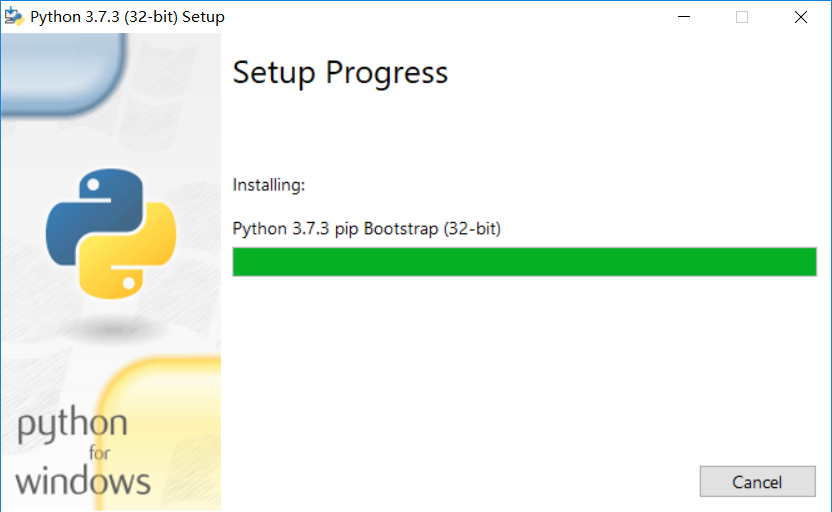 Python 3.7.3 (32-bit) Setup
Setup Progress
Installing:
Python 3.7.3 pip Bootstrap (32-bit)
python
for
windows
Cancel